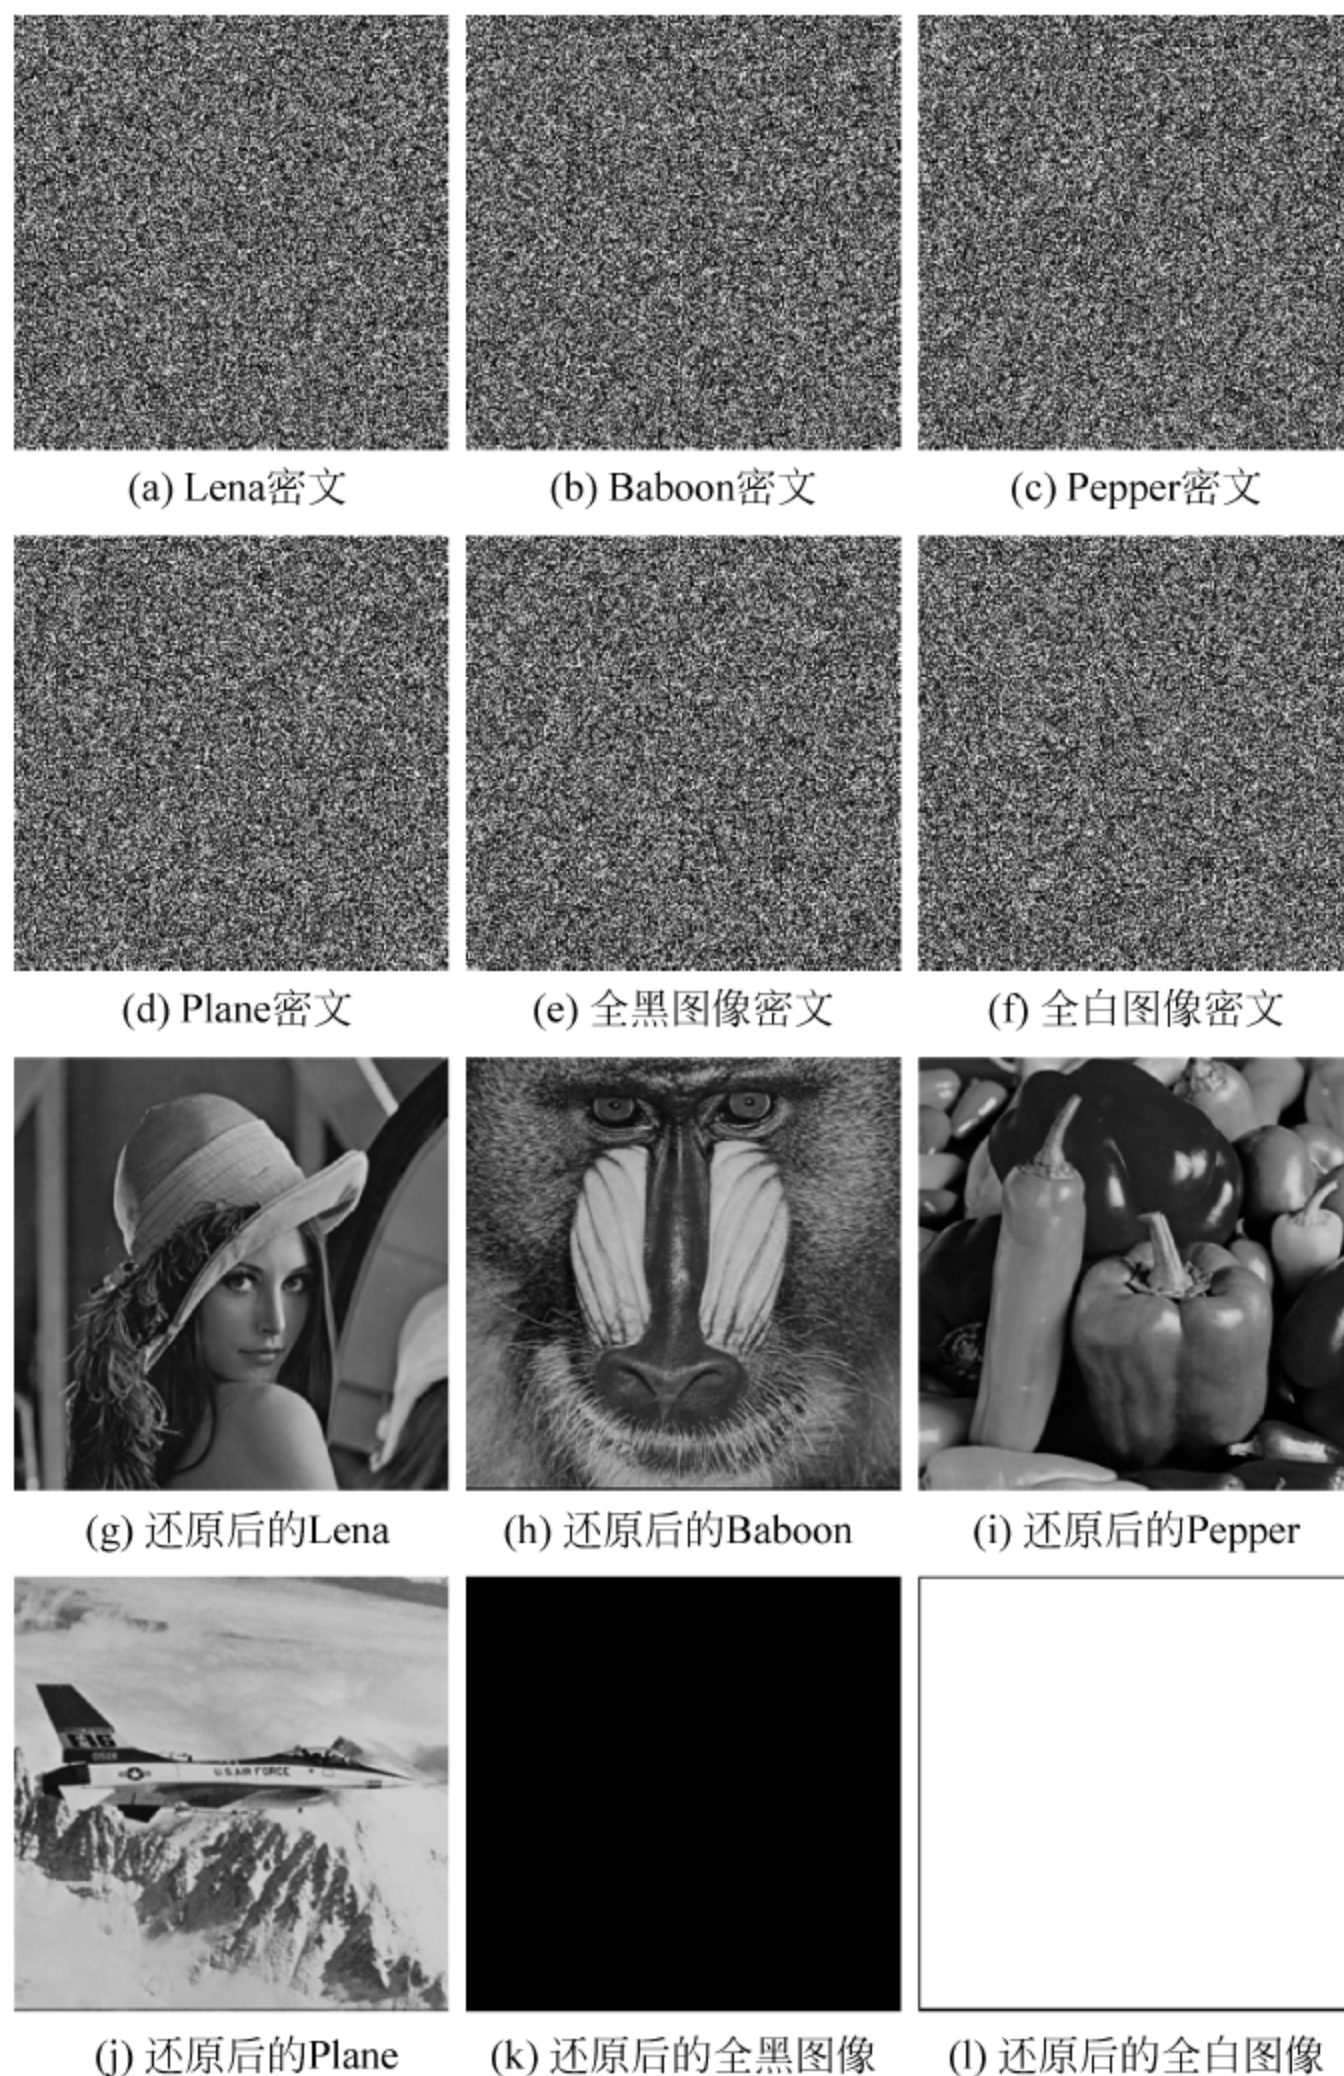 (a) Lena密文
(b) Baboon密文
(c) Pepper密文
(d) Plane密文
(e) 全黑图像密文
(f) 全白图像密文
(g) 还原后的Lena
(h) 还原后的Baboon
(i) 还原后的Pepper
F-16
U.S.AIR FORCE
(j) 还原后的Plane
(k) 还原后的全黑图像
(l) 还原后的全白图像